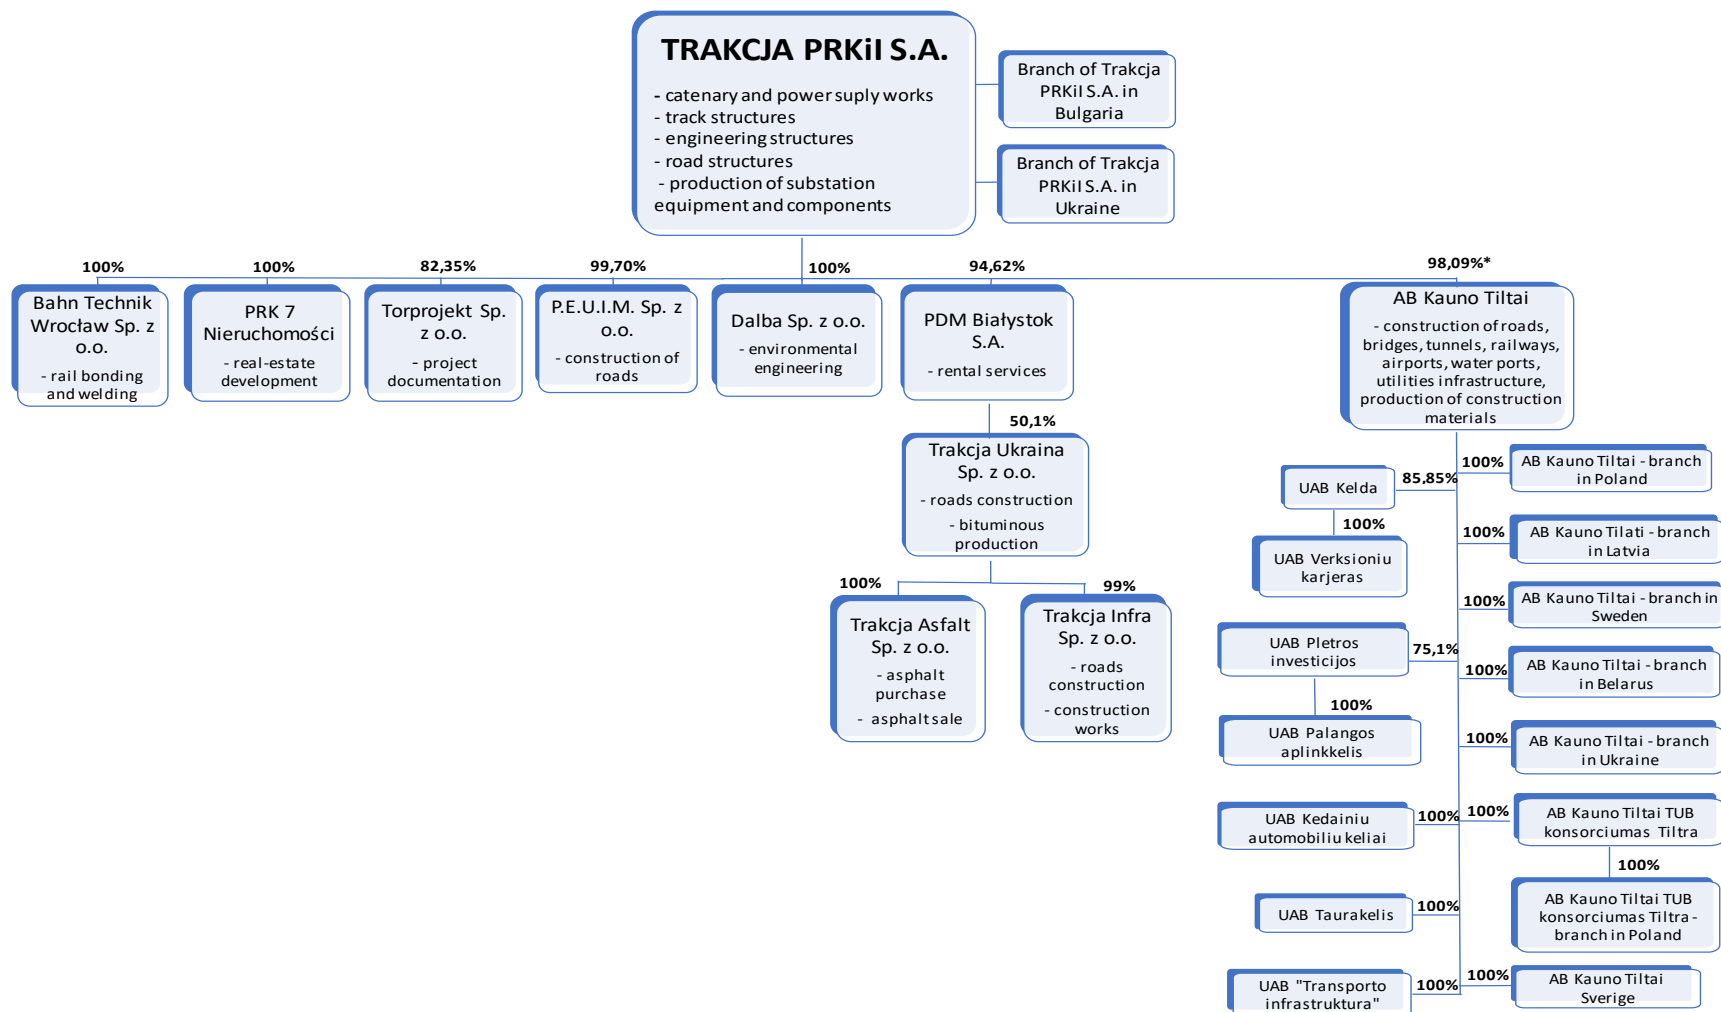 TRAKCJA PRKiI S.A.
- catenary and power suply works
- track structures
- engineering structures
- road structures
- production of substation
equipment and components
Branch of Trakcja
PRKiI S.A. in
Bulgaria
Branch of Trakcja
PRKiI S.A. in
Ukraine
100%
Bahn Technik
Wrocław Sp. z
o.o.
- rail bonding
and welding
100%
PRK 7
Nieruchomości
- real-estate
development
82,35%
Torprojekt Sp.
z o.o.
- project
documentation
99,70%
P.E.U.I.M. Sp. z
o.o.
- construction of
roads
100%
Dalba Sp. z o.o.
- environmental
engineering
94,62%
PDM Białystok
S.A.
- rental services
98,09%*
AB Kauno Tiltai
- construction of roads,
bridges, tunnels, railways,
airports, water ports,
utilities infrastructure,
production of construction
materials
50,1%
Trakcja Ukraina
Sp. z o.o.
- roads construction
- bituminous
production
100%
Trakcja Asfalt
Sp. z o.o.
- asphalt
purchase
- asphalt sale
99%
Trakcja Infra
Sp. z o.o.
- roads
construction
- construction
works
85,85%
UAB Kelda
100%
UAB Verksioniu
karjeras
75,1%
UAB Pletros
investicijos
100%
UAB Palangos
aplinkkelis
100%
UAB Kedainiu
automobiliu keliai
100%
UAB Taurakelis
100%
UAB "Transporto
infrastruktura"
100%
AB Kauno Tiltai - branch
in Poland
100%
AB Kauno Tilati - branch
in Latvia
100%
AB Kauno Tiltai - branch in
Sweden
100%
AB Kauno Tiltai - branch
in Belarus
100%
AB Kauno Tiltai - branch
in Ukraine
100%
AB Kauno Tiltai TUB
konsorciumas Tiltra
100%
AB Kauno Tiltai TUB
konsorciumas Tiltra -
branch in Poland
100%
AB Kauno Tiltai
Sverige